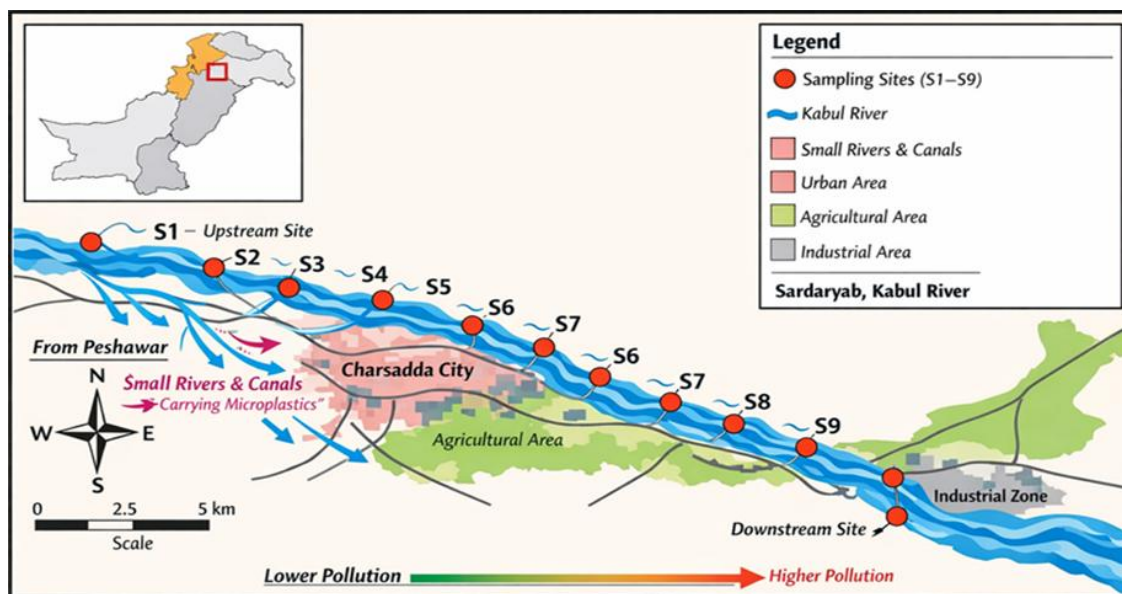 Legend
Sampling Sites (S1–S9)
Kabul River
Small Rivers & Canals
Urban Area
Agricultural Area
Industrial Area
Sardaryab, Kabul River
S1 – Upstream Site
S2
S3
S4
S5
S6
S7
S6
S7
S8
S9
From Peshawar
Small Rivers & Canals
"Carrying Microplastics"
Charsadda City
Agricultural Area
Industrial Zone
Downstream Site
N
W E
S
0 2.5 5 km
Scale
Lower Pollution
Higher Pollution